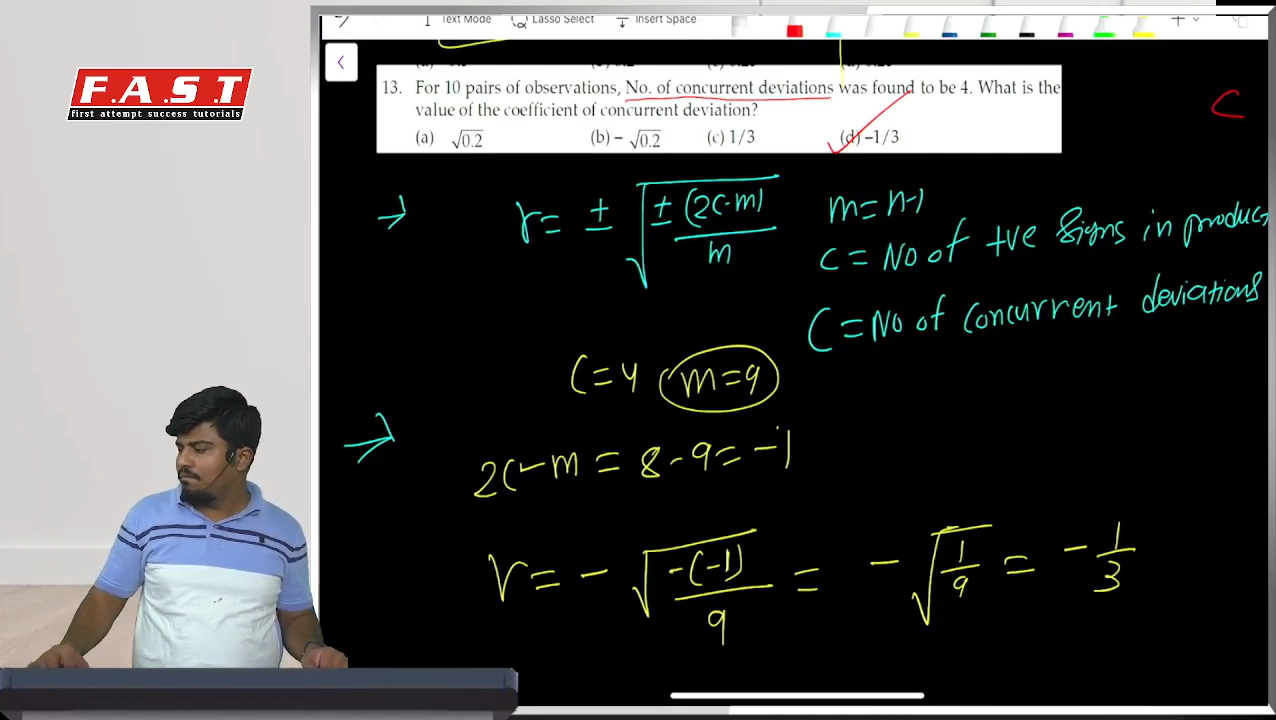 Text Mode Lasso Select Insert Space
F.A.S.T
first attempt success tutorials
13. For 10 pairs of observations, No. of concurrent deviations was found to be 4. What is the
value of the coefficient of concurrent deviation?
(a) √0.2 (b) – √0.2 (c) 1/3 (d) –1/3
C
→ r = ± √(± (2c-m) / m) m = n-1
c = No of +ve signs in product
C = No of concurrent deviations
C = 4 m = 9
→
2c - m = 8 - 9 = -1
r = - √(-(-1) / 9) = - √(1/9) = - 1/3